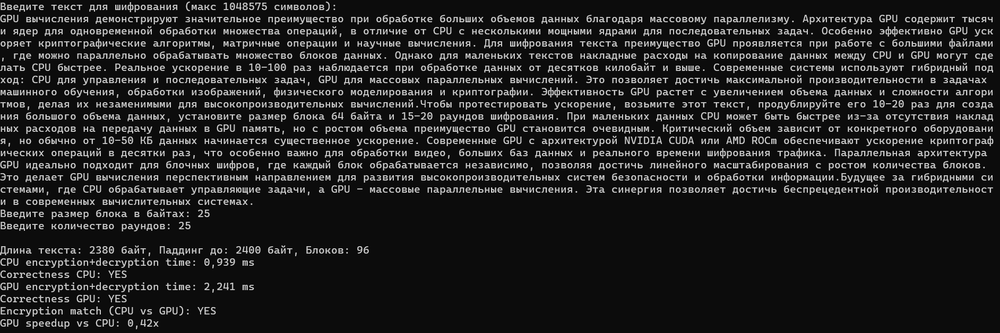 Введите текст для шифрования (макс 1048575 символов):
GPU вычисления демонстрируют значительное преимущество при обработке больших объемов данных благодаря массовому параллелизму. Архитектура GPU содержит тысяч
и ядер для одновременной обработки множества операций, в отличие от CPU с несколькими мощными ядрами для последовательных задач. Особенно эффективно GPU уск
оряет криптографические алгоритмы, матричные операции и научные вычисления. Для шифрования текста преимущество GPU проявляется при работе с большими файлами
, где можно параллельно обрабатывать множество блоков данных. Однако для маленьких текстов накладные расходы на копирование данных между CPU и GPU могут сде
лать CPU быстрее. Реальное ускорение в 10-100 раз наблюдается при обработке данных от десятков килобайт и выше. Современные системы используют гибридный под
ход: CPU для управления и последовательных задач, GPU для массовых параллельных вычислений. Это позволяет достичь максимальной производительности в задачах
машинного обучения, обработки изображений, физического моделирования и криптографии. Эффективность GPU растет с увеличением объема данных и сложности алгори
тмов, делая их незаменимыми для высокопроизводительных вычислений.Чтобы протестировать ускорение, возьмите этот текст, продублируйте его 10-20 раз для созда
ния большого объема данных, установите размер блока 64 байта и 15-20 раундов шифрования. При маленьких данных CPU может быть быстрее из-за отсутствия наклад
ных расходов на передачу данных в GPU память, но с ростом объема преимущество GPU становится очевидным. Критический объем зависит от конкретного оборудовани
я, но обычно от 10-50 КБ данных начинается существенное ускорение. Современные GPU с архитектурой NVIDIA CUDA или AMD ROCm обеспечивают ускорение криптограф
ических операций в десятки раз, что особенно важно для обработки видео, больших баз данных и реального времени шифрования трафика. Параллельная архитектура
GPU идеально подходит для блочных шифров, где каждый блок обрабатывается независимо, позволяя достичь линейного масштабирования с ростом количества блоков.
Это делает GPU вычисления перспективным направлением для развития высокопроизводительных систем безопасности и обработки информации.Будущее за гибридными си
стемами, где CPU обрабатывает управляющие задачи, а GPU - массовые параллельные вычисления. Эта синергия позволяет достичь беспрецедентной производительност
и в современных вычислительных системах.
Введите размер блока в байтах: 25
Введите количество раундов: 25
Длина текста: 2380 байт, Паддинг до: 2400 байт, Блоков: 96
CPU encryption+decryption time: 0,939 ms
Correctness CPU: YES
GPU encryption+decryption time: 2,241 ms
Correctness GPU: YES
Encryption match (CPU vs GPU): YES
GPU speedup vs CPU: 0,42x